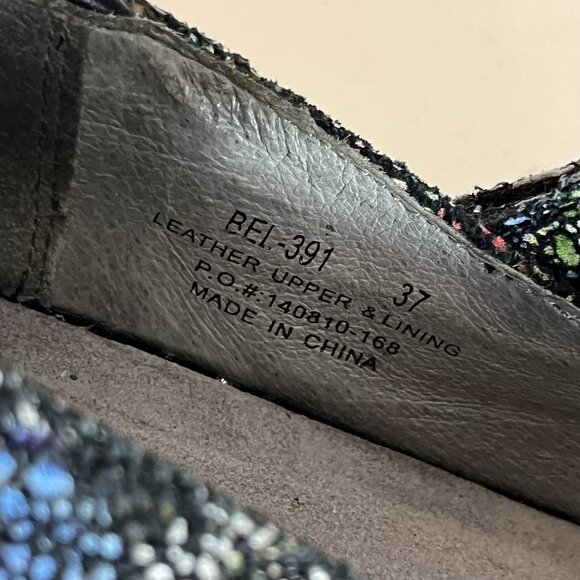 BEL-391 37
LEATHER UPPER & LINING
P.O.#:140810-168
MADE IN CHINA